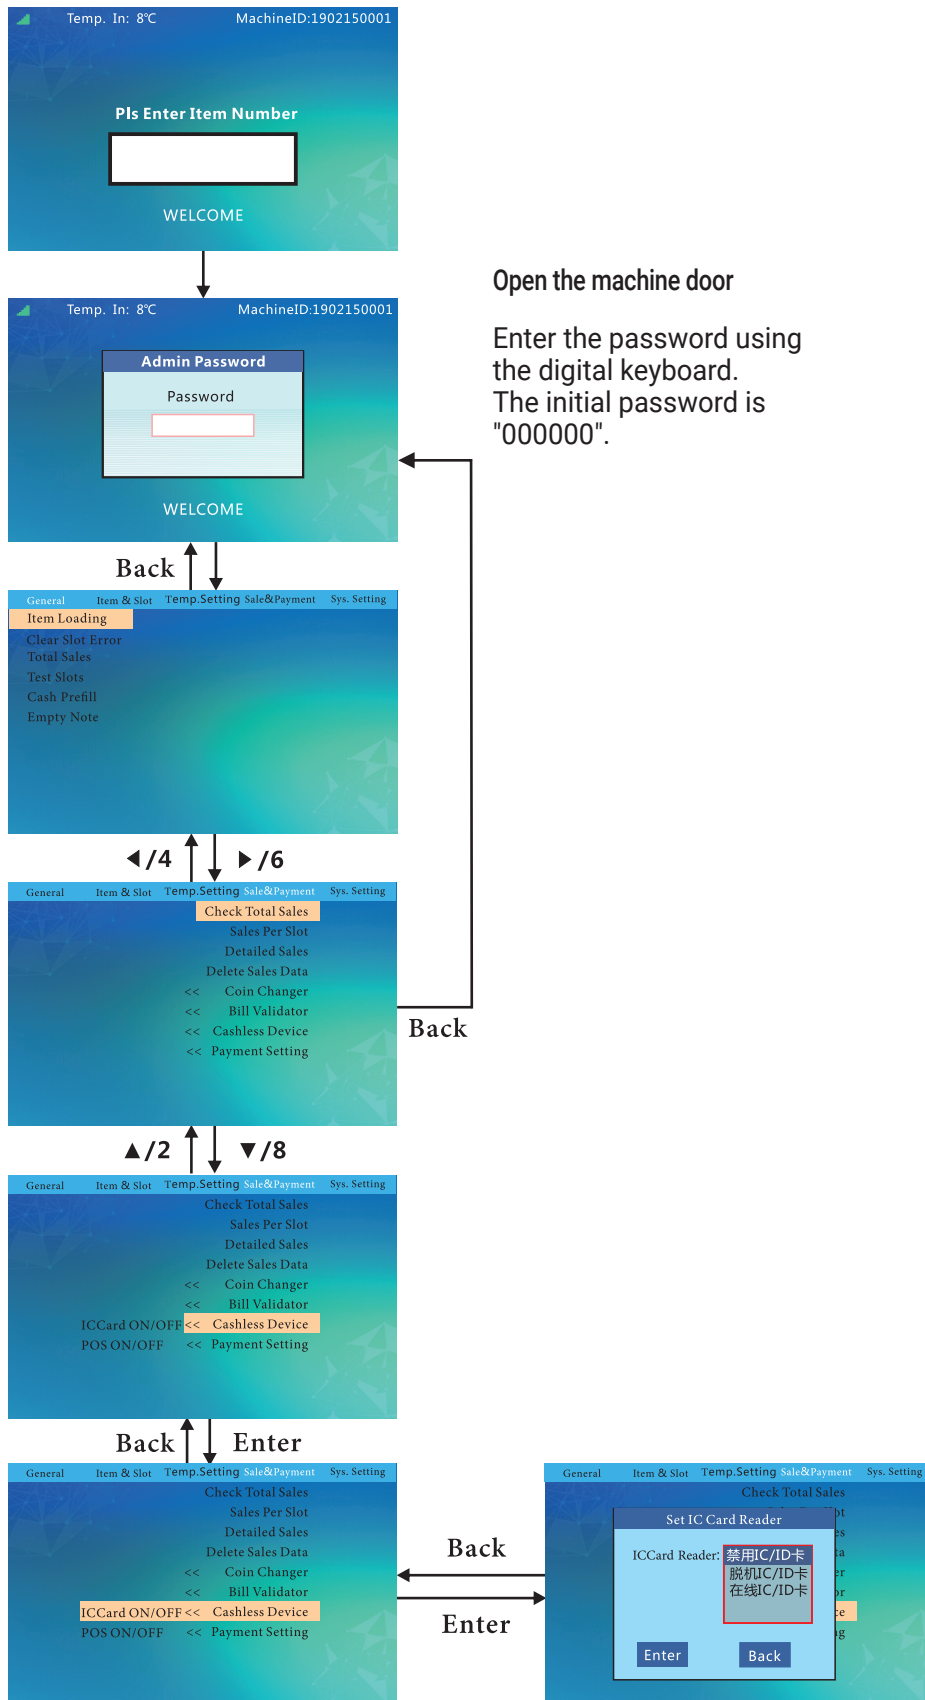 Temp. In: 8℃ MachineID:1902150001
Pls Enter Item Number
WELCOME
Open the machine door
Enter the password using
the digital keyboard.
The initial password is
"000000".
Temp. In: 8℃ MachineID:1902150001
Admin Password
Password
WELCOME
Back
General Item & Slot Temp.Setting Sale&Payment Sys. Setting
Item Loading
Clear Slot Error
Total Sales
Test Slots
Cash Prefill
Empty Note
◀/4 ▶/6
General Item & Slot Temp.Setting Sale&Payment Sys. Setting
Check Total Sales
Sales Per Slot
Detailed Sales
Delete Sales Data
<< Coin Changer
<< Bill Validator
<< Cashless Device
<< Payment Setting
Back
▲/2 ▼/8
General Item & Slot Temp.Setting Sale&Payment Sys. Setting
Check Total Sales
Sales Per Slot
Detailed Sales
Delete Sales Data
<< Coin Changer
<< Bill Validator
ICCard ON/OFF << Cashless Device
POS ON/OFF << Payment Setting
Back Enter
General Item & Slot Temp.Setting Sale&Payment Sys. Setting
Check Total Sales
Sales Per Slot
Detailed Sales
Delete Sales Data
<< Coin Changer
<< Bill Validator
ICCard ON/OFF << Cashless Device
POS ON/OFF << Payment Setting
Back
Enter
General Item & Slot Temp.Setting Sale&Payment Sys. Setting
Check Total Sales
Set IC Card Reader
ICCard Reader: 禁用IC/ID卡
脱机IC/ID卡
在线IC/ID卡
Enter Back